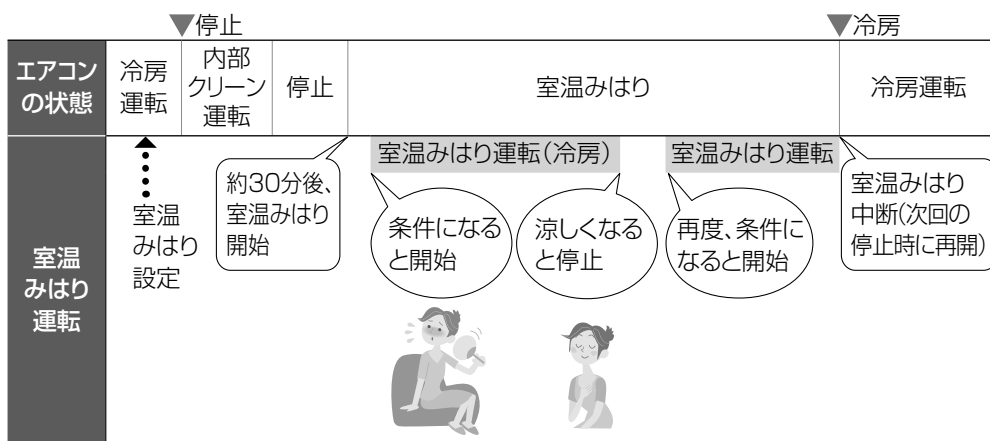 ▼停止
▼冷房
エアコン
の状態
冷房
運転
内部
クリーン
運転
停止
室温みはり
冷房運転
室温
みはり
運転
室温
みはり
設定
約30分後、
室温みはり
開始
室温みはり運転(冷房)
条件になる
と開始
涼しくなる
と停止
室温みはり運転
再度、条件に
なると開始
室温みはり
中断(次回の
停止時に再開)